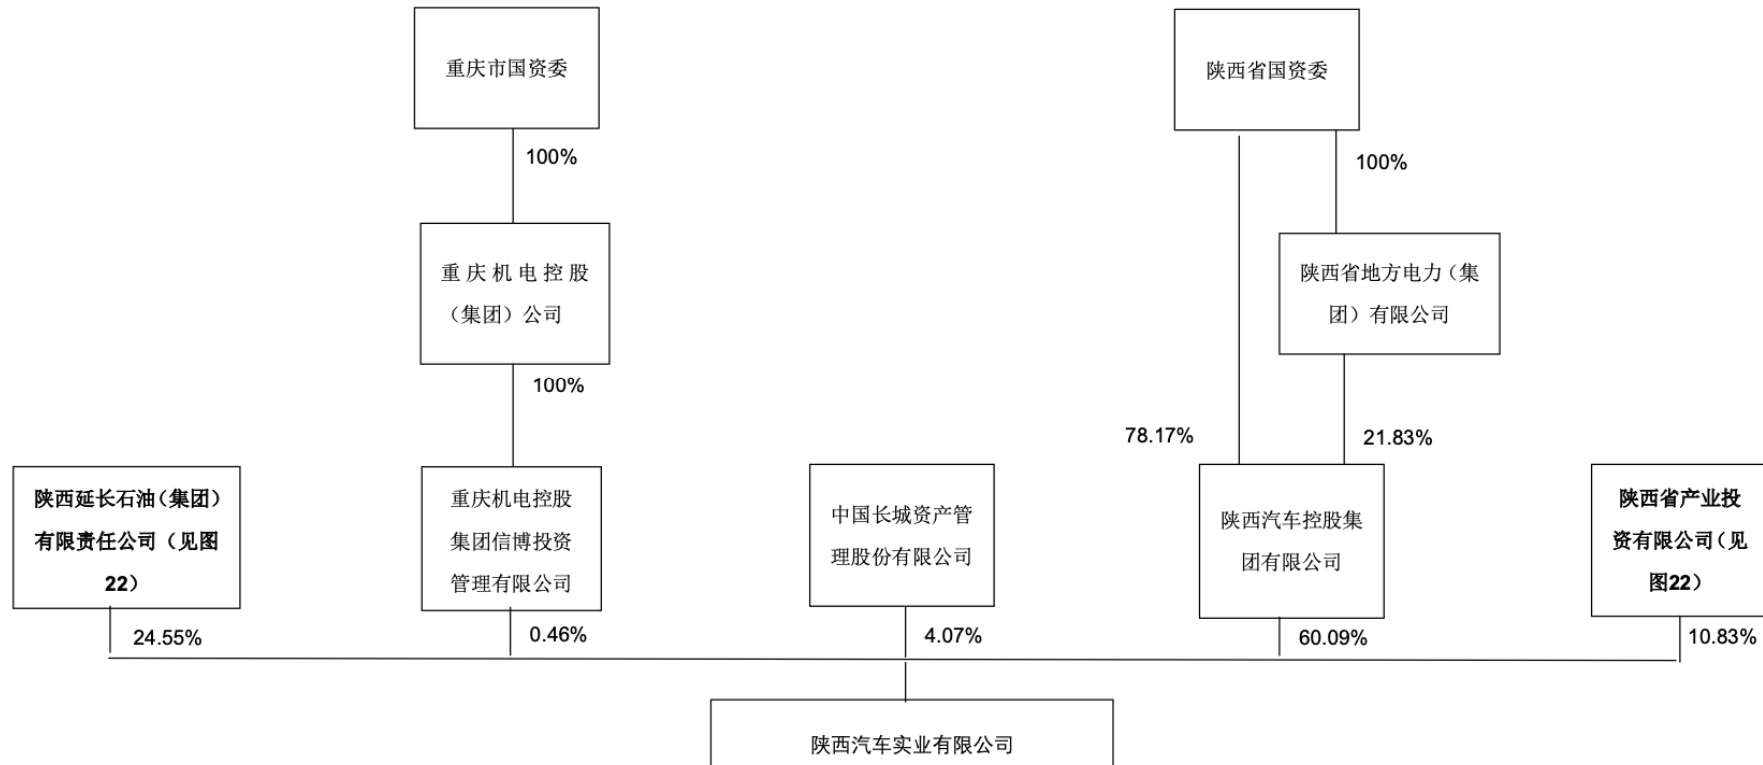 重庆市国资委
陕西省国资委
100%
100%
重庆机电控股
（集团）公司
陕西省地方电力（集
团）有限公司
100%
78.17%
21.83%
陕西延长石油（集团）
有限责任公司（见图
22）
重庆机电控股
集团信博投资
管理有限公司
中国长城资产管
理股份有限公司
陕西汽车控股集
团有限公司
陕西省产业投
资有限公司（见
图22）
24.55%
0.46%
4.07%
60.09%
10.83%
陕西汽车实业有限公司